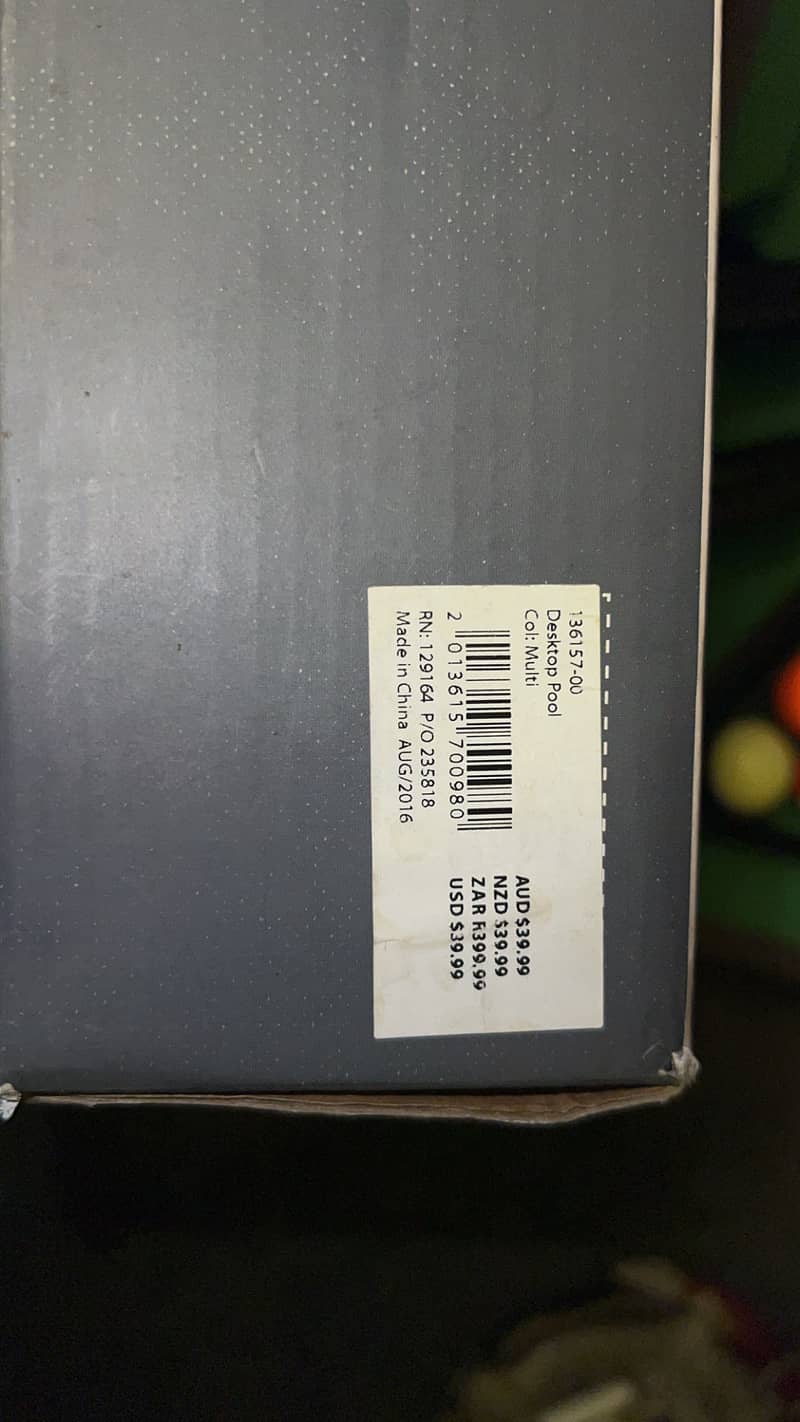 136157-00
Desktop Pool
Col: Multi
2 013615 700980
RN: 129164 P/O 235818
Made in China AUG/2016
AUD $39.99
NZD $39.99
ZAR R399.99
USD $39.99